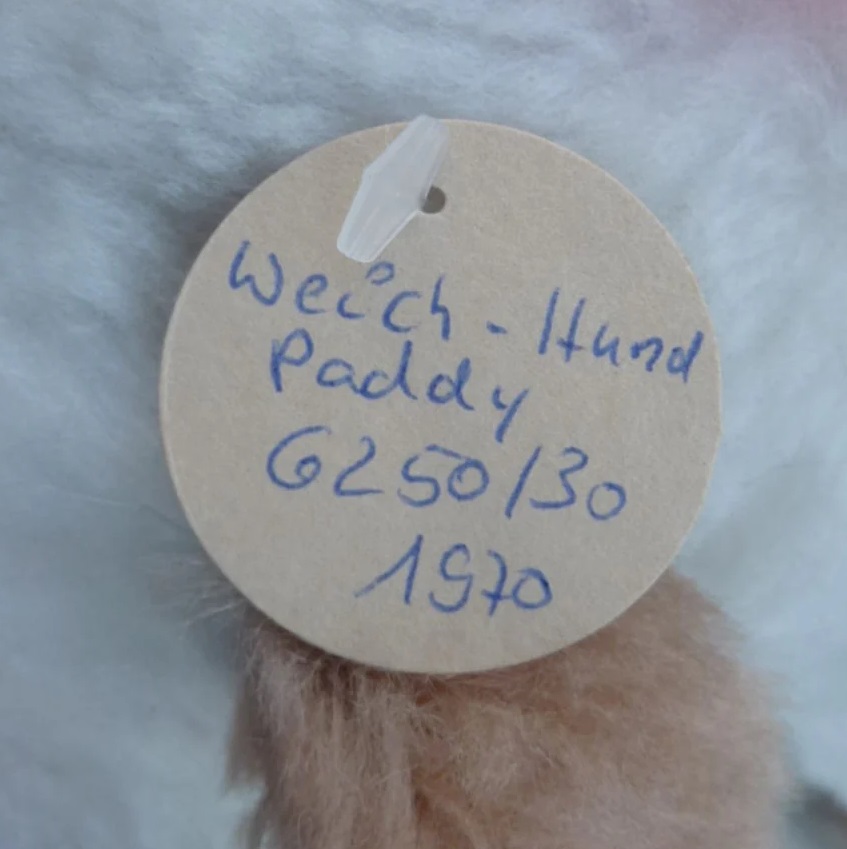 Weich - Hund
Paddy
6250/30
1970